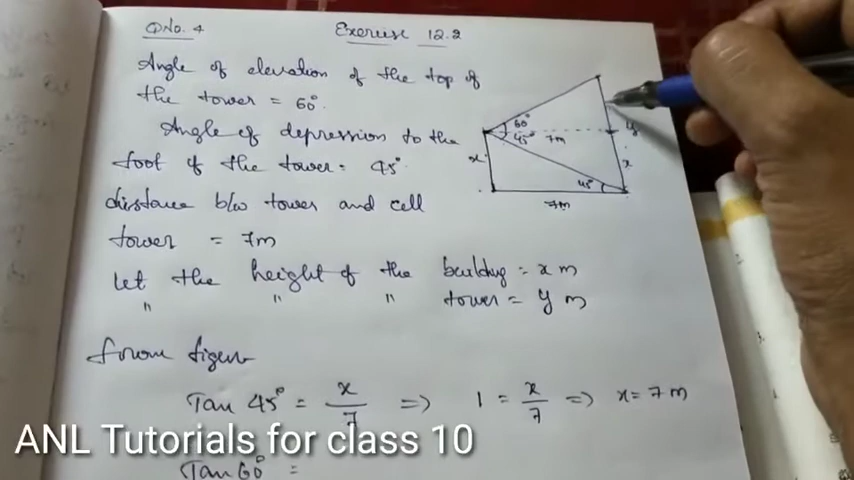 QNo. 4 Exercise 12.2
Angle of elevation of the top of
the tower = 60°
Angle of depression to the
foot of the tower = 45°.
distance b/w tower and cell
tower = 7m
let the height of the building = x m
" " " tower = y m
60°
45°
7m
y
x
x
45°
7m
from figure
Tan 45° = x/7 => 1 = x/7 => x = 7 m
Tan 60° =
ANL Tutorials for class 10